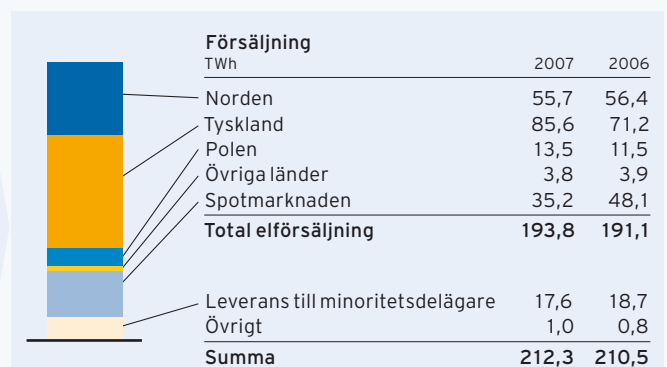 Försäljning
TWh 2007 2006
Norden 55,7 56,4
Tyskland 85,6 71,2
Polen 13,5 11,5
Övriga länder 3,8 3,9
Spotmarknaden 35,2 48,1
Total elförsäljning 193,8 191,1
Leverans till minoritetsdelägare 17,6 18,7
Övrigt 1,0 0,8
Summa 212,3 210,5